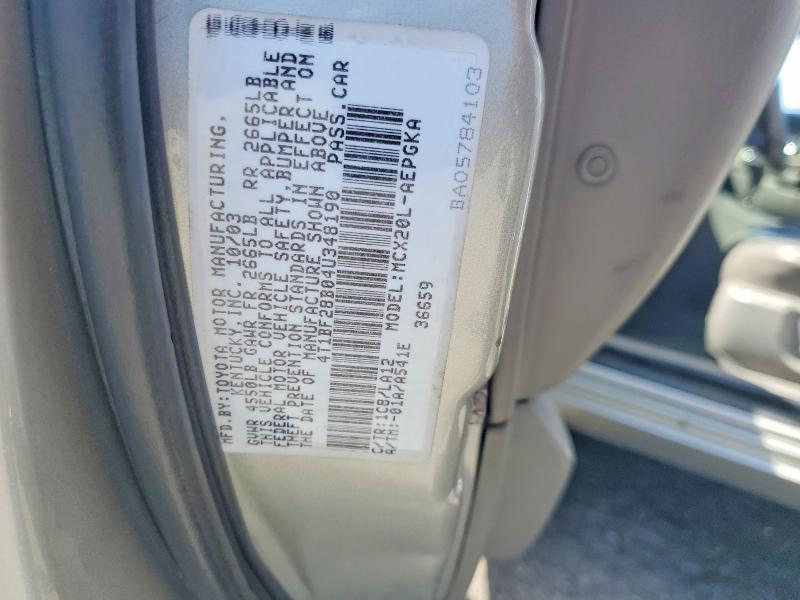 MFD.BY:TOYOTA MOTOR MANUFACTURING,
KENTUCKY, INC. 10/03
GVWR 4550LB GAWR FR 2665LB RR 2665LB
THIS VEHICLE CONFORMS TO ALL APPLICABLE
FEDERAL MOTOR VEHICLE SAFETY, BUMPER AND
THEFT PREVENTION STANDARDS IN EFFECT ON
THE DATE OF MANUFACTURE SHOWN ABOVE
4T1BF28B04U348190 PASS.CAR
C/TR:1C8/LA12 MODEL:MCX20L-AEPGKA
A/TM:-01A/A541E 36659
BA05784103